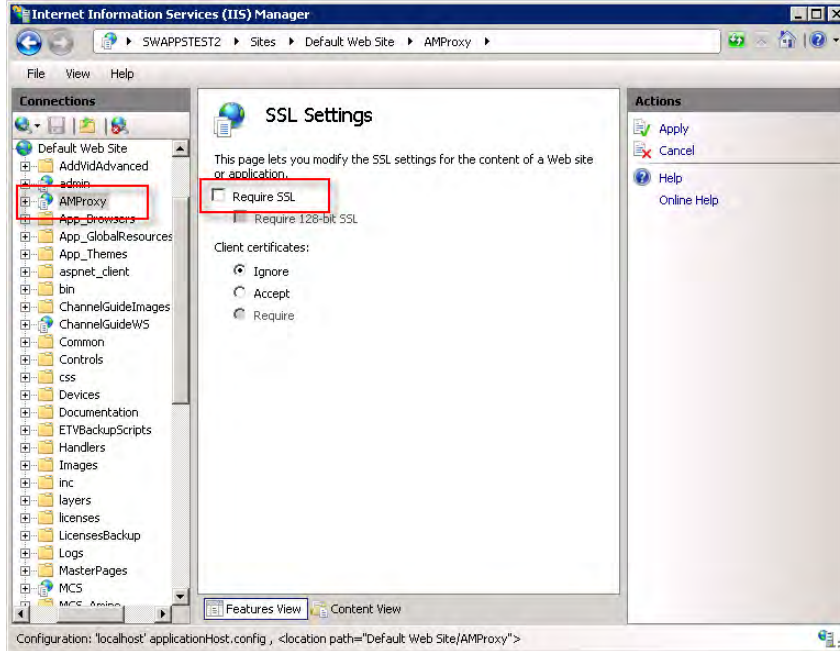 Internet Information Services (IIS) Manager
SWAPPSTEST2 Sites Default Web Site AMProxy
File View Help
Connections
Default Web Site
AddVidAdvanced
admin
AMProxy
App_Browsers
App_GlobalResources
App_Themes
aspnet_client
bin
ChannelGuideImages
ChannelGuideWS
Common
Controls
css
Devices
Documentation
ETVBackupScripts
Handlers
Images
inc
layers
licenses
LicensesBackup
Logs
MasterPages
MCS
MCS_Amino
SSL Settings
This page lets you modify the SSL settings for the content of a Web site
or application.
Require SSL
Require 128-bit SSL
Client certificates:
Ignore
Accept
Require
Features View Content View
Actions
Apply
Cancel
Help
Online Help
Configuration: 'localhost' applicationHost.config , <location path="Default Web Site/AMProxy">